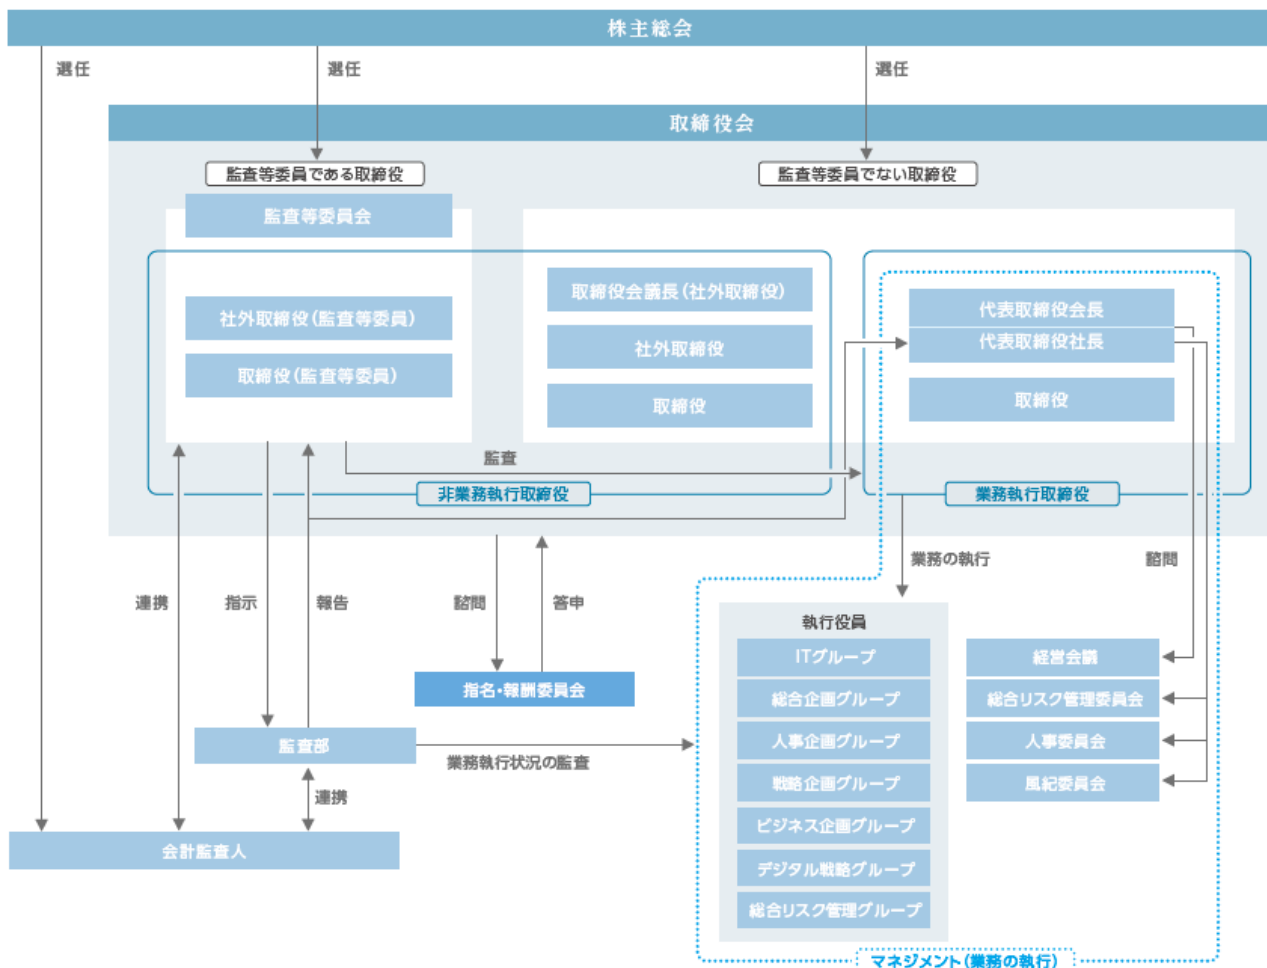 株主総会
選任
選任
選任
取締役会
監査等委員である取締役
監査等委員でない取締役
監査等委員会
取締役会議長(社外取締役)
代表取締役会長
社外取締役(監査等委員)
社外取締役
代表取締役社長
取締役(監査等委員)
取締役
取締役
監査
非業務執行取締役
業務執行取締役
業務の執行
諮問
連携
指示
報告
諮問
答申
執行役員
ITグループ
経営会議
指名・報酬委員会
総合企画グループ
総合リスク管理委員会
監査部
人事企画グループ
人事委員会
業務執行状況の監査
戦略企画グループ
風紀委員会
連携
ビジネス企画グループ
会計監査人
デジタル戦略グループ
総合リスク管理グループ
マネジメント(業務の執行)